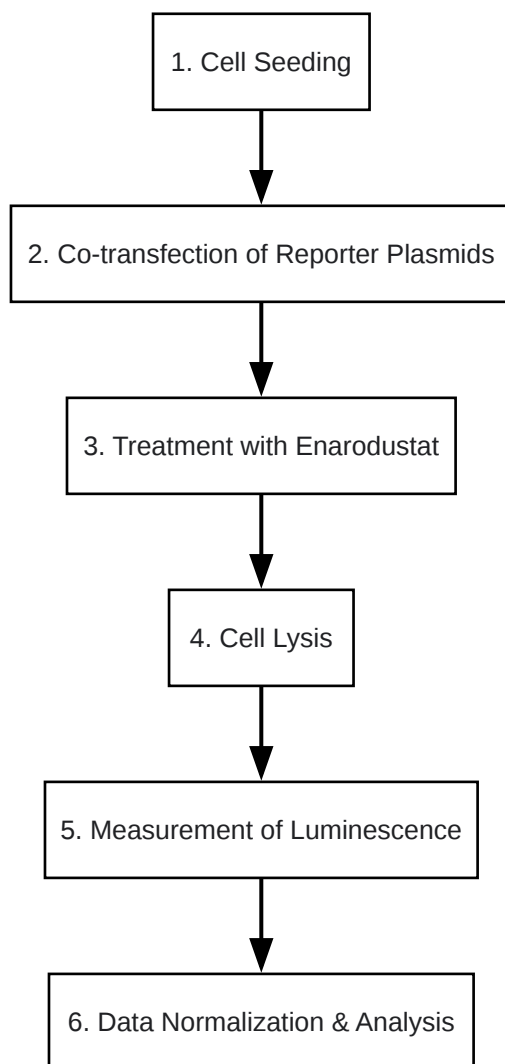 1. Cell Seeding
2. Co-transfection of Reporter Plasmids
3. Treatment with Enarodustat
4. Cell Lysis
5. Measurement of Luminescence
6. Data Normalization & Analysis